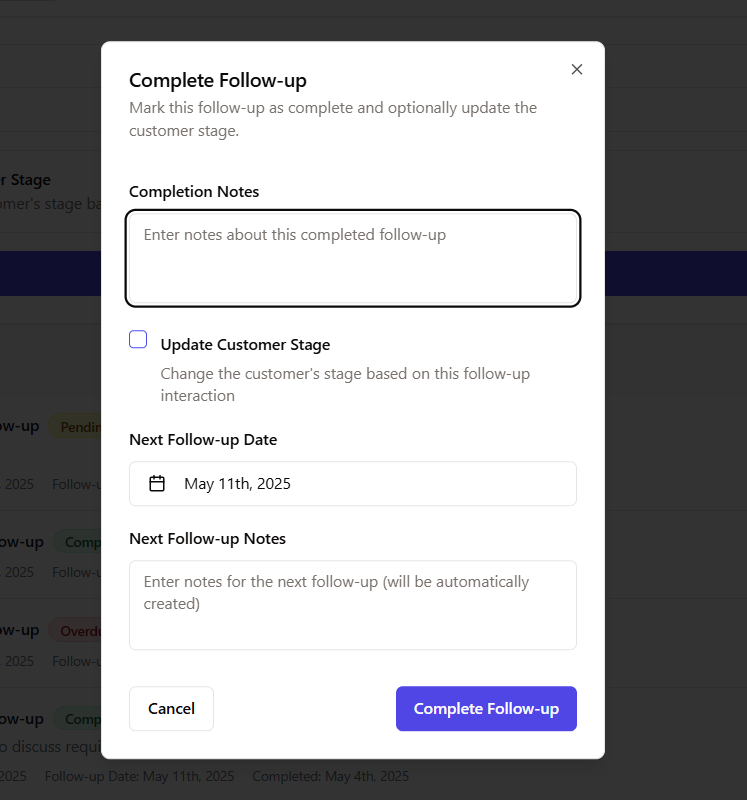 Complete Follow-up
Mark this follow-up as complete and optionally update the
customer stage.
r Stage
omer's stage ba
Completion Notes
Enter notes about this completed follow-up
Update Customer Stage
Change the customer's stage based on this follow-up
interaction
ow-up Pendin
Next Follow-up Date
2025 Follow-u
May 11th, 2025
Next Follow-up Notes
ow-up Comp
2025 Follow-u
Enter notes for the next follow-up (will be automatically
created)
ow-up Overdu
2025 Follow-u
Cancel
Complete Follow-up
ow-up Comp
o discuss requi
2025 Follow-up Date: May 11th, 2025 Completed: May 4th, 2025